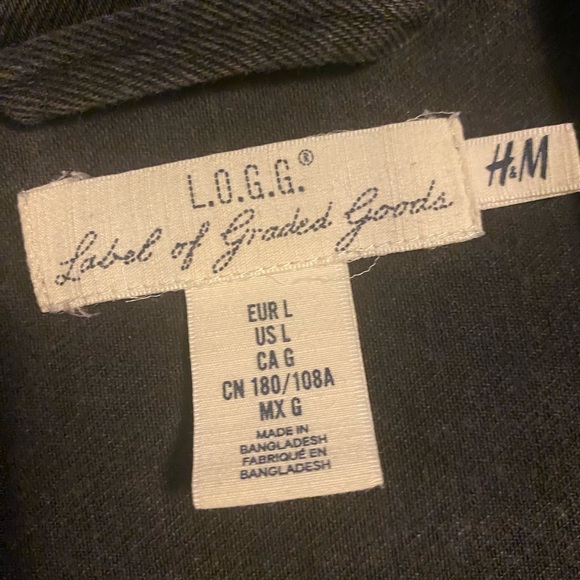 L.O.G.G.®
Label of Graded Goods
H&M
EUR L
US L
CA G
CN 180/108A
MX G
MADE IN
BANGLADESH
FABRIQUÉ EN
BANGLADESH